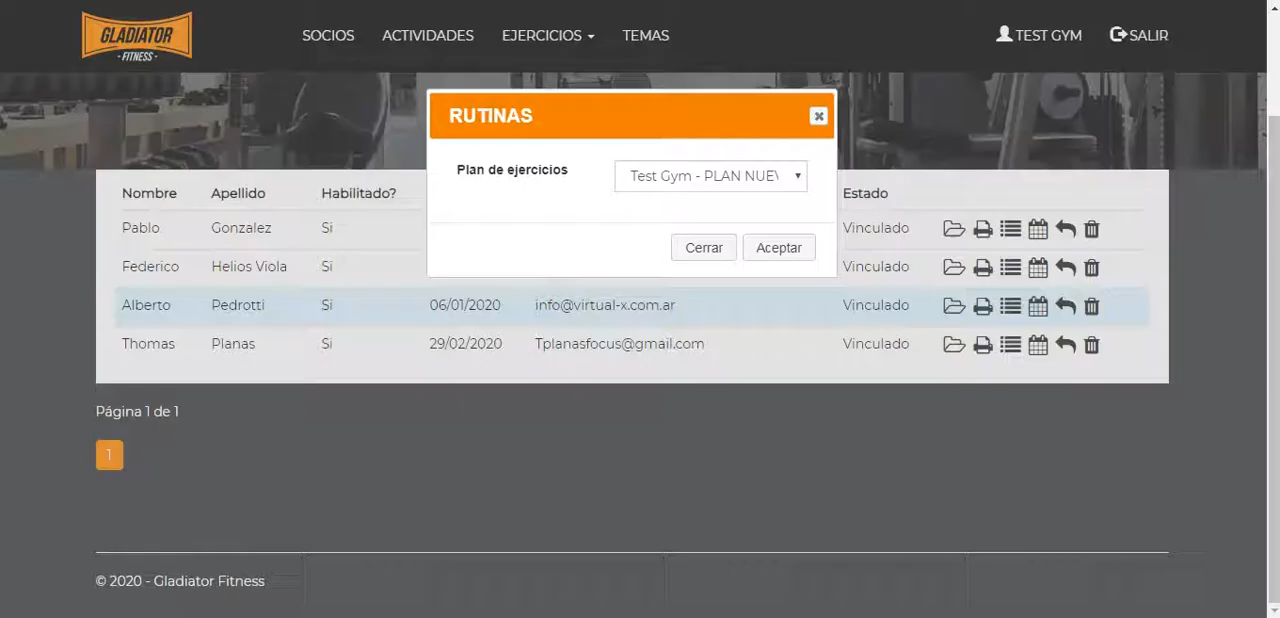 GLADIATOR
- FITNESS -
SOCIOS ACTIVIDADES EJERCICIOS TEMAS TEST GYM SALIR
RUTINAS
Plan de ejercicios Test Gym - PLAN NUEV
Cerrar Aceptar
Nombre Apellido Habilitado? Estado
Pablo Gonzalez Si Vinculado
Federico Helios Viola Si Vinculado
Alberto Pedrotti Si 06/01/2020 info@virtual-x.com.ar Vinculado
Thomas Planas Si 29/02/2020 Tplanasfocus@gmail.com Vinculado
Página 1 de 1
1
© 2020 - Gladiator Fitness